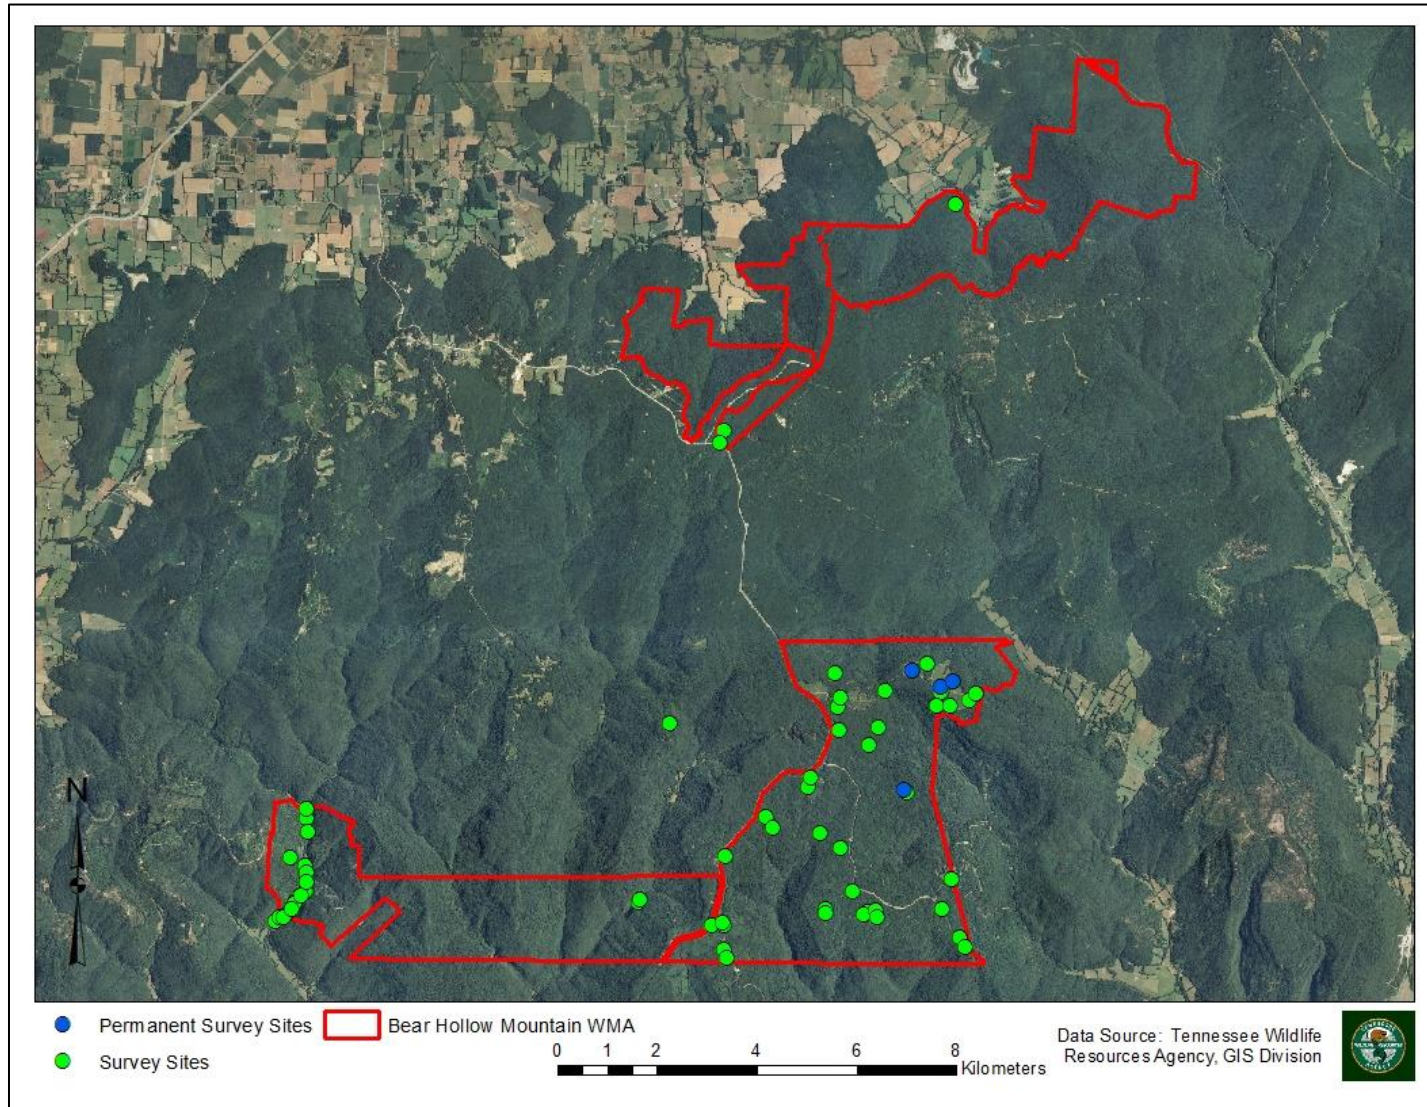 N
Permanent Survey Sites
Bear Hollow Mountain WMA
Survey Sites
0 1 2 4 6 8
Kilometers
Data Source: Tennessee Wildlife
Resources Agency, GIS Division